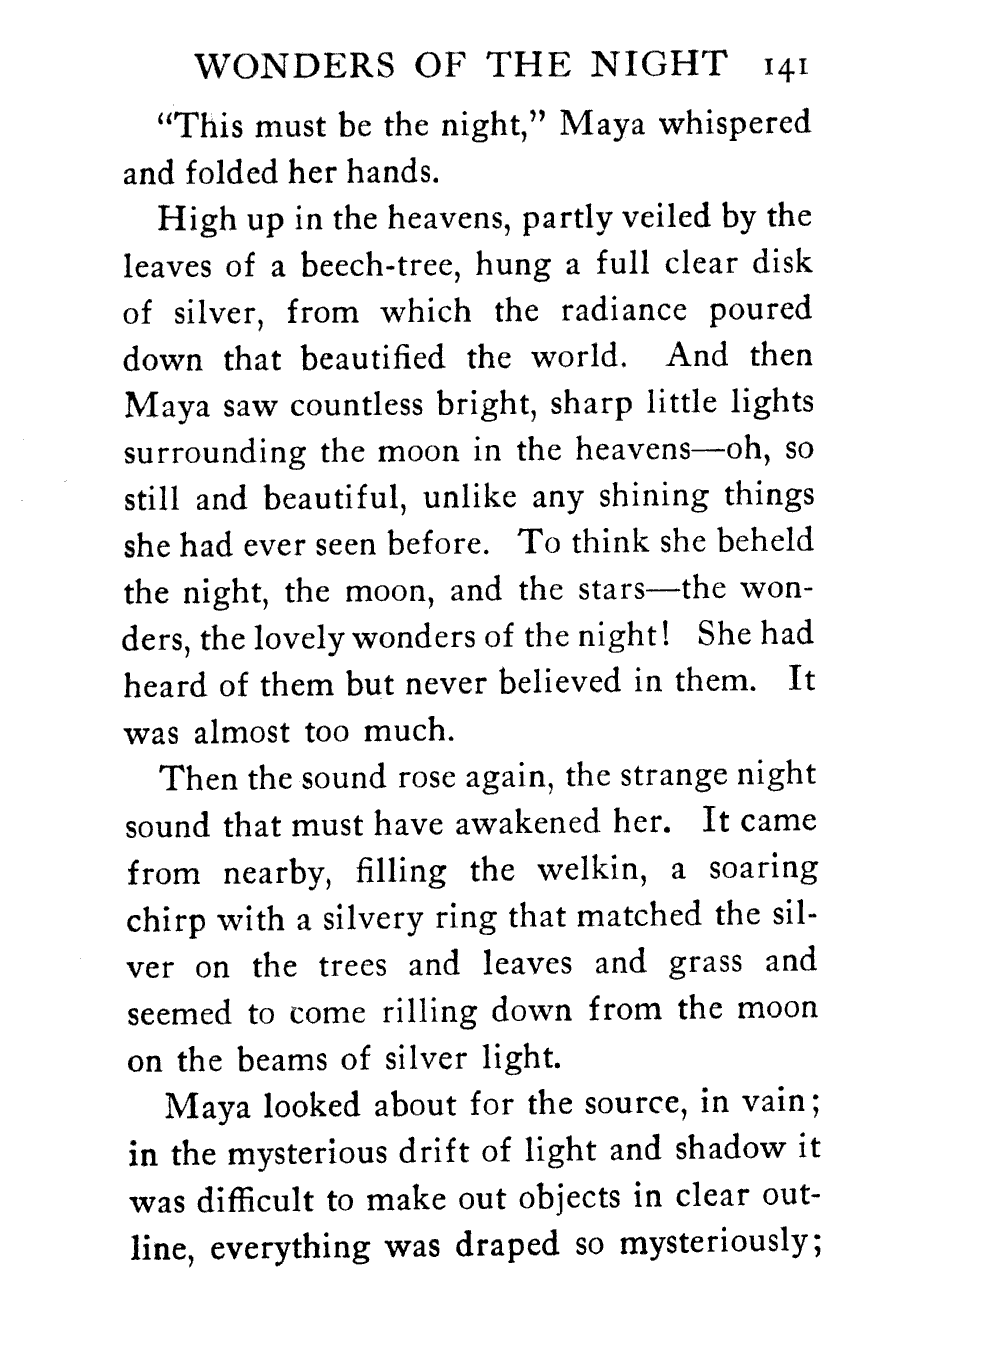 WONDERS OF THE NIGHT 141
“This must be the night,” Maya whispered
and folded her hands.
High up in the heavens, partly veiled by the
leaves of a beech-tree, hung a full clear disk
of silver, from which the radiance poured
down that beautified the world. And then
Maya saw countless bright, sharp little lights
surrounding the moon in the heavens—oh, so
still and beautiful, unlike any shining things
she had ever seen before. To think she beheld
the night, the moon, and the stars—the won-
ders, the lovely wonders of the night! She had
heard of them but never believed in them. It
was almost too much.
Then the sound rose again, the strange night
sound that must have awakened her. It came
from nearby, filling the welkin, a soaring
chirp with a silvery ring that matched the sil-
ver on the trees and leaves and grass and
seemed to come rilling down from the moon
on the beams of silver light.
Maya looked about for the source, in vain;
in the mysterious drift of light and shadow it
was difficult to make out objects in clear out-
line, everything was draped so mysteriously;